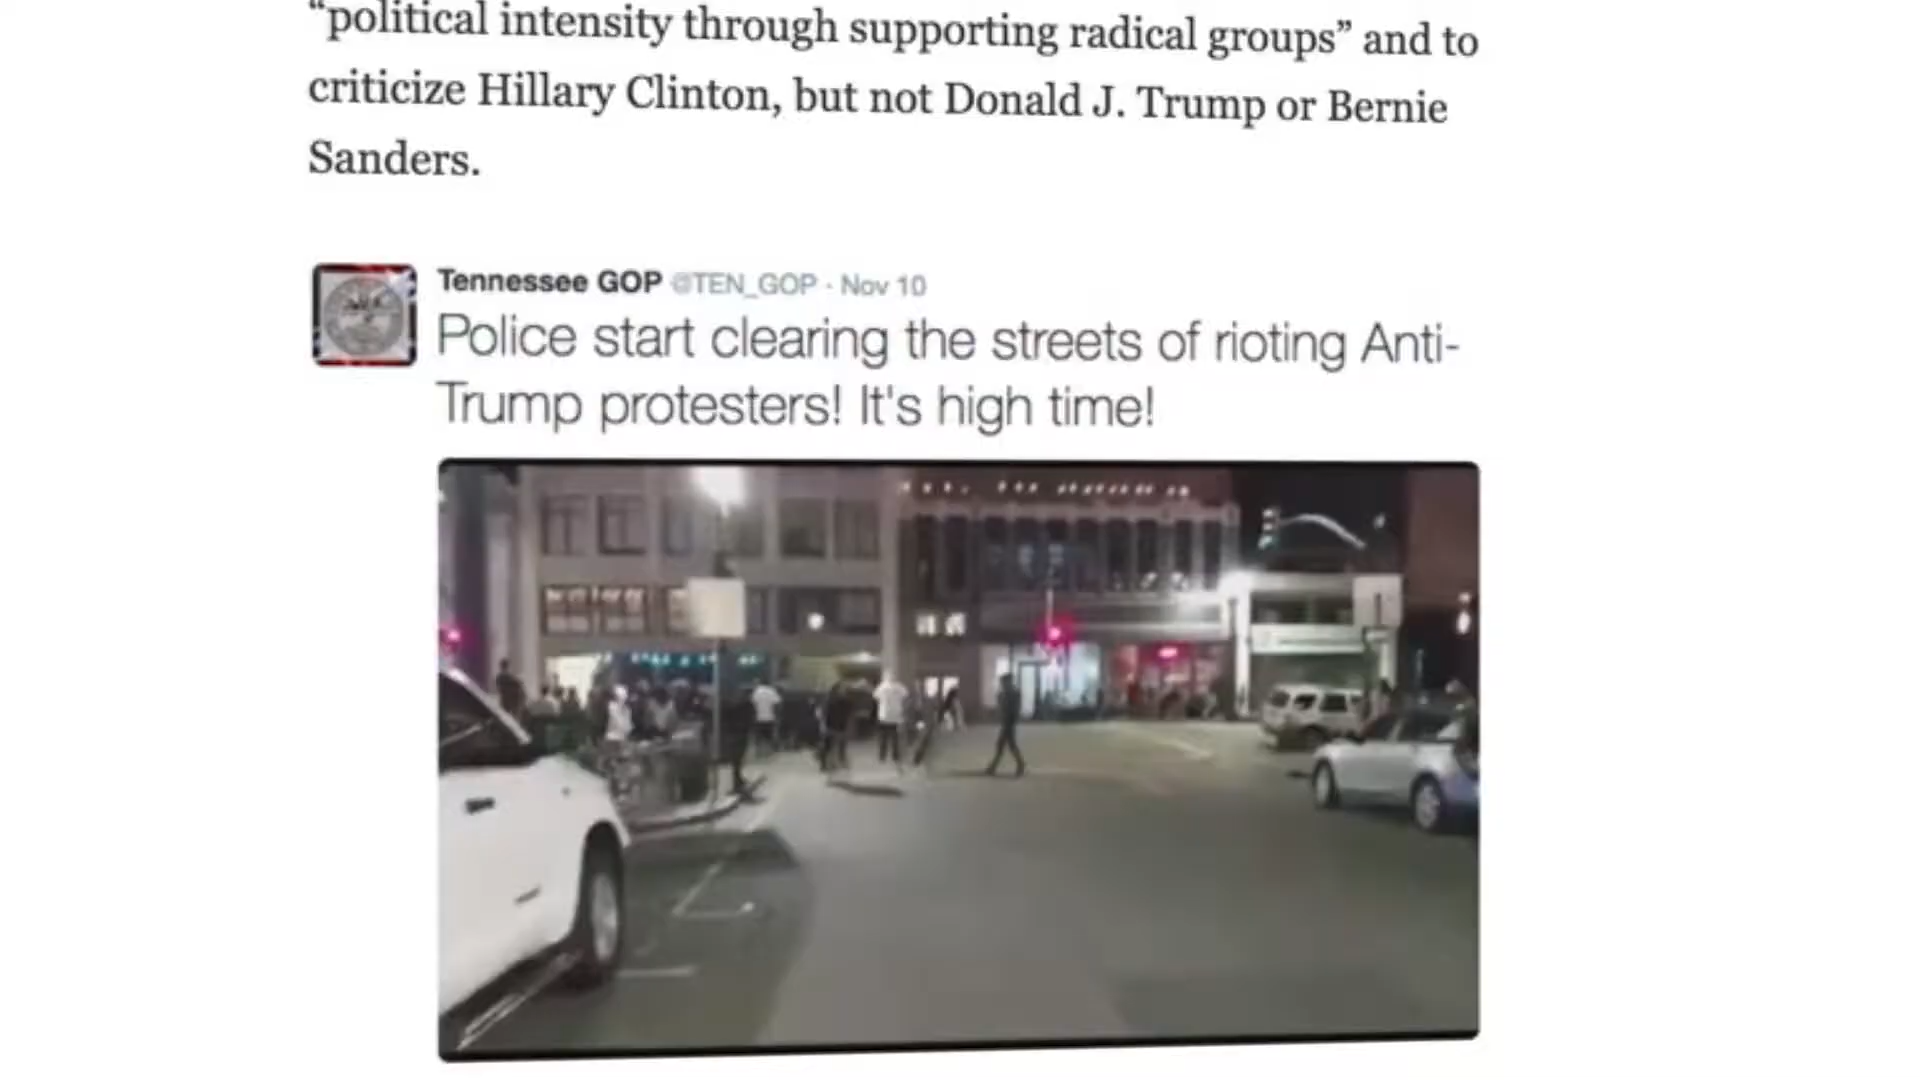 “political intensity through supporting radical groups” and to
criticize Hillary Clinton, but not Donald J. Trump or Bernie
Sanders.
Tennessee GOP @TEN_GOP · Nov 10
Police start clearing the streets of rioting Anti-
Trump protesters! It's high time!